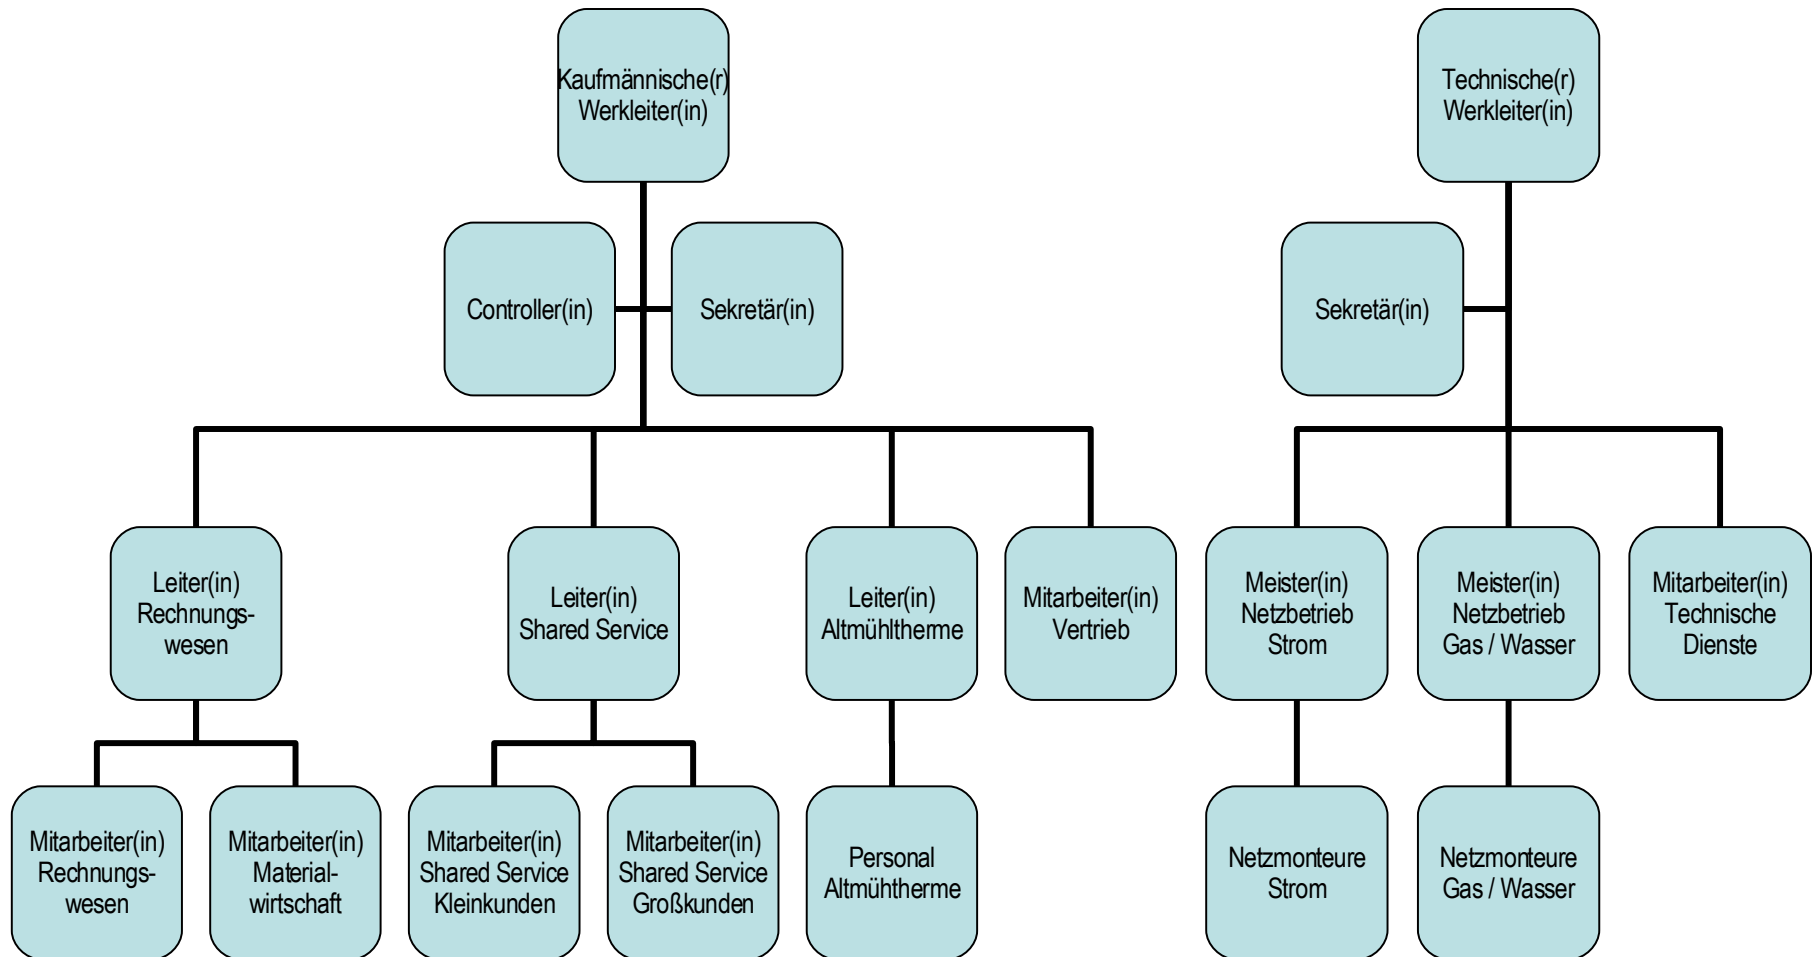 Kaufmännische(r)
Werkleiter(in)
Technische(r)
Werkleiter(in)
Controller(in)
Sekretär(in)
Sekretär(in)
Leiter(in)
Rechnungs-
wesen
Leiter(in)
Shared Service
Leiter(in)
Altmühltherme
Mitarbeiter(in)
Vertrieb
Meister(in)
Netzbetrieb
Strom
Meister(in)
Netzbetrieb
Gas / Wasser
Mitarbeiter(in)
Technische
Dienste
Mitarbeiter(in)
Rechnungs-
wesen
Mitarbeiter(in)
Material-
wirtschaft
Mitarbeiter(in)
Shared Service
Kleinkunden
Mitarbeiter(in)
Shared Service
Großkunden
Personal
Altmühtherme
Netzmonteure
Strom
Netzmonteure
Gas / Wasser